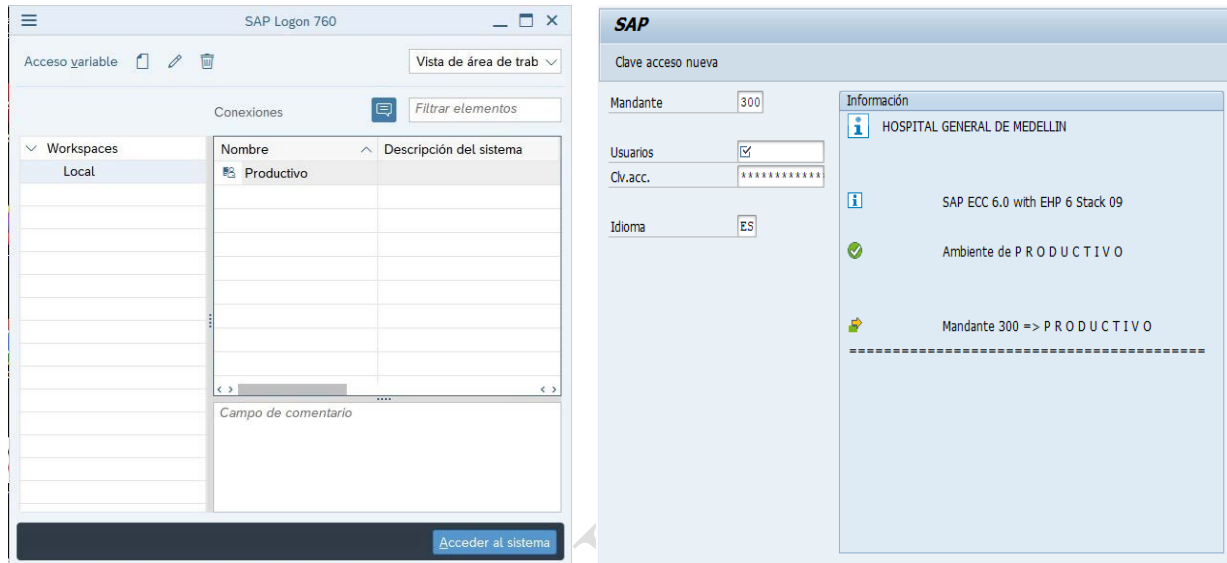 SAP Logon 760
Acceso variable
Vista de área de trab
Conexiones
Filtrar elementos
Workspaces
Local
Nombre
Descripción del sistema
Productivo
Campo de comentario
Acceder al sistema
SAP
Clave acceso nueva
Mandante 300
Usuarios
Clv.acc. ************
Idioma ES
Información
HOSPITAL GENERAL DE MEDELLIN
SAP ECC 6.0 with EHP 6 Stack 09
Ambiente de P R O D U C T I V O
Mandante 300 => P R O D U C T I V O
=========================================